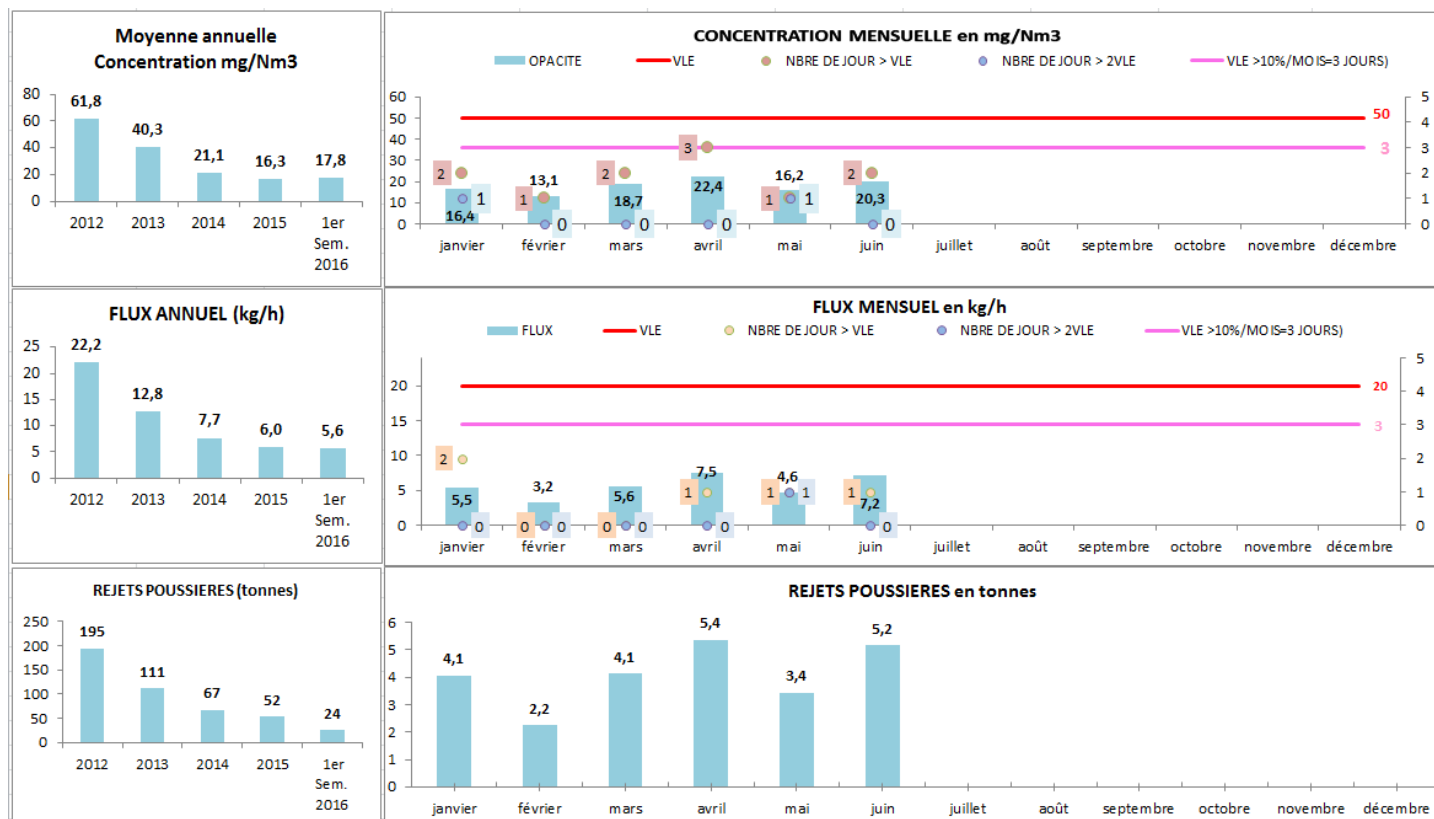 Moyenne annuelle
Concentration mg/Nm3
80
60
40
20
0
61,8
40,3
21,1
16,3
17,8
2012
2013
2014
2015
1er
Sem.
2016
CONCENTRATION MENSUELLE en mg/Nm3
OPACITE
VLE
NBRE DE JOUR > VLE
NBRE DE JOUR > 2VLE
VLE >10%/MOIS=3 JOURS)
60
50
40
30
20
10
0
5
4
3
2
1
0
50
3
2
16,4
1
1
13,1
0
2
18,7
0
3
22,4
0
16,2
1
1
2
20,3
0
janvier
février
mars
avril
mai
juin
juillet
août
septembre
octobre
novembre
décembre
FLUX ANNUEL (kg/h)
25
20
15
10
5
0
22,2
12,8
7,7
6,0
5,6
2012
2013
2014
2015
1er
Sem.
2016
FLUX MENSUEL en kg/h
FLUX
VLE
NBRE DE JOUR > VLE
NBRE DE JOUR > 2VLE
VLE >10%/MOIS=3 JOURS)
20
15
10
5
0
5
4
3
2
1
0
20
3
2
5,5
0
3,2
0
0
5,6
0
0
7,5
1
0
4,6
1
1
1
7,2
0
janvier
février
mars
avril
mai
juin
juillet
août
septembre
octobre
novembre
décembre
REJETS POUSSIERES (tonnes)
250
200
150
100
50
0
195
111
67
52
24
2012
2013
2014
2015
1er
Sem.
2016
REJETS POUSSIERES en tonnes
6
5
4
3
2
1
0
4,1
2,2
4,1
5,4
3,4
5,2
janvier
février
mars
avril
mai
juin
juillet
août
septembre
octobre
novembre
décembre